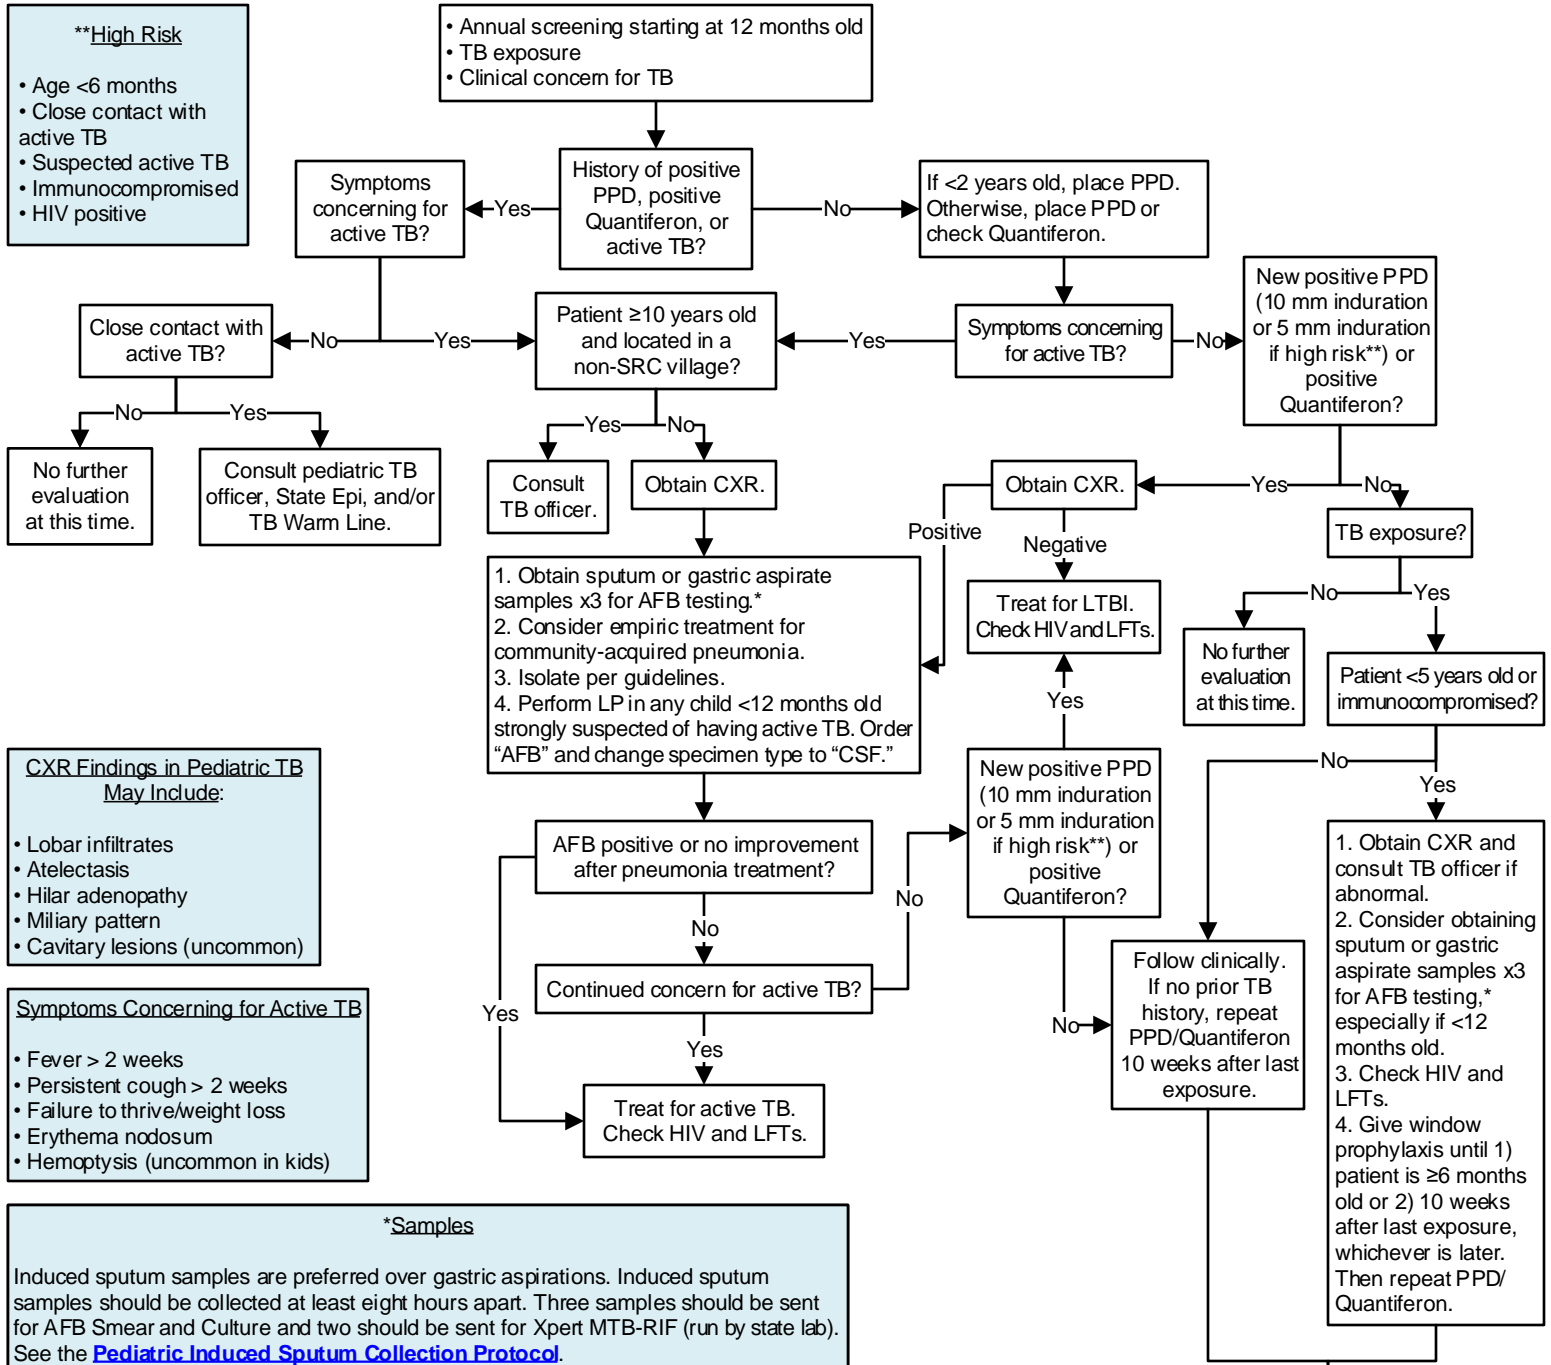 **High Risk
• Age <6 months
• Close contact with
active TB
• Suspected active TB
• Immunocompromised
• HIV positive
• Annual screening starting at 12 months old
• TB exposure
• Clinical concern for TB
Symptoms
concerning for
active TB?
Yes
History of positive
PPD, positive
Quantiferon, or
active TB?
No
If <2 years old, place PPD.
Otherwise, place PPD or
check Quantiferon.
Close contact with
active TB?
No
Yes
Patient ≥10 years old
and located in a
non-SRC village?
Yes
Symptoms concerning
for active TB?
No
New positive PPD
(10 mm induration
or 5 mm induration
if high risk**) or
positive
Quantiferon?
No
Yes
No further
evaluation
at this time.
Consult pediatric TB
officer, State Epi, and/or
TB Warm Line.
Yes
No
Consult
TB officer.
Obtain CXR.
Obtain CXR.
Yes
No
Positive
Negative
TB exposure?
No
Yes
1. Obtain sputum or gastric aspirate
samples x3 for AFB testing.*
2. Consider empiric treatment for
community-acquired pneumonia.
3. Isolate per guidelines.
4. Perform LP in any child <12 months old
strongly suspected of having active TB. Order
“AFB” and change specimen type to “CSF.”
Treat for LTBI.
Check HIV and LFTs.
Yes
No further
evaluation
at this time.
Patient <5 years old or
immunocompromised?
No
Yes
CXR Findings in Pediatric TB
May Include:
• Lobar infiltrates
• Atelectasis
• Hilar adenopathy
• Miliary pattern
• Cavitary lesions (uncommon)
AFB positive or no improvement
after pneumonia treatment?
No
Yes
Continued concern for active TB?
No
Yes
New positive PPD
(10 mm induration
or 5 mm induration
if high risk**) or
positive
Quantiferon?
No
Follow clinically.
If no prior TB
history, repeat
PPD/Quantiferon
10 weeks after last
exposure.
1. Obtain CXR and
consult TB officer if
abnormal.
2. Consider obtaining
sputum or gastric
aspirate samples x3
for AFB testing,*
especially if <12
months old.
3. Check HIV and
LFTs.
4. Give window
prophylaxis until 1)
patient is ≥6 months
old or 2) 10 weeks
after last exposure,
whichever is later.
Then repeat PPD/
Quantiferon.
Symptoms Concerning for Active TB
• Fever > 2 weeks
• Persistent cough > 2 weeks
• Failure to thrive/weight loss
• Erythema nodosum
• Hemoptysis (uncommon in kids)
Treat for active TB.
Check HIV and LFTs.
*Samples
Induced sputum samples are preferred over gastric aspirations. Induced sputum
samples should be collected at least eight hours apart. Three samples should be sent
for AFB Smear and Culture and two should be sent for Xpert MTB-RIF (run by state lab).
See the Pediatric Induced Sputum Collection Protocol.